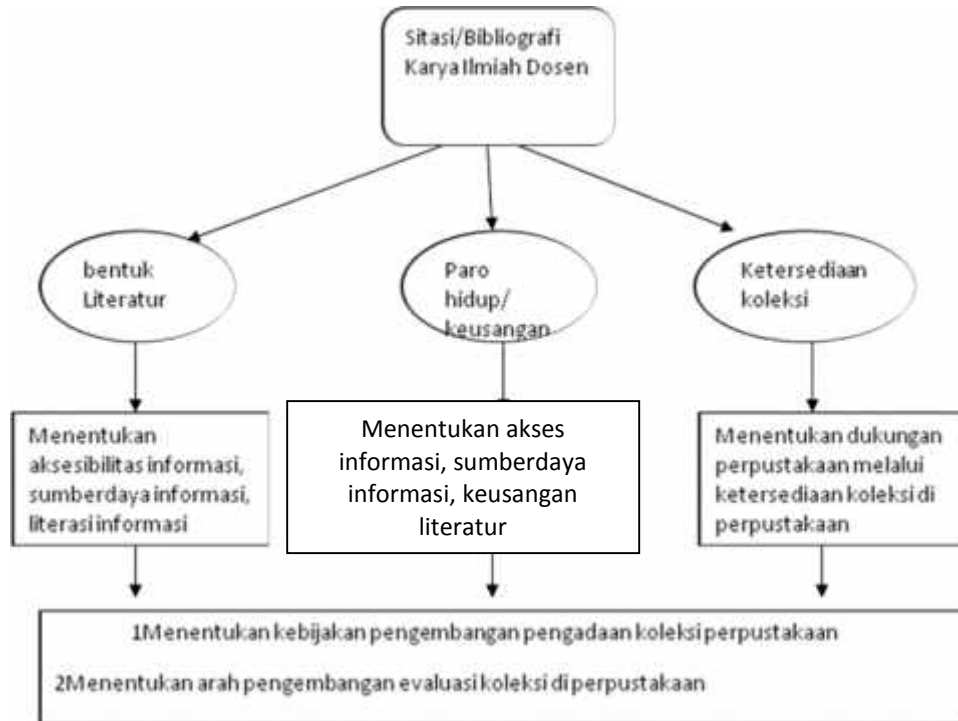 Sitasi/Bibliografi
Karya Ilmiah Dosen
bentuk
Literatur
Paro
hidup/
keusangan
Ketersediaan
koleksi
Menentukan
aksesibilitas informasi,
sumberdaya informasi,
literasi informasi
Menentukan akses
informasi, sumberdaya
informasi, keusangan
literatur
Menentukan dukungan
perpustakaan melalui
ketersediaan koleksi di
perpustakaan
1Menentukan kebijakan pengembangan pengadaan koleksi perpustakaan
2Menentukan arah pengembangan evaluasi koleksi di perpustakaan